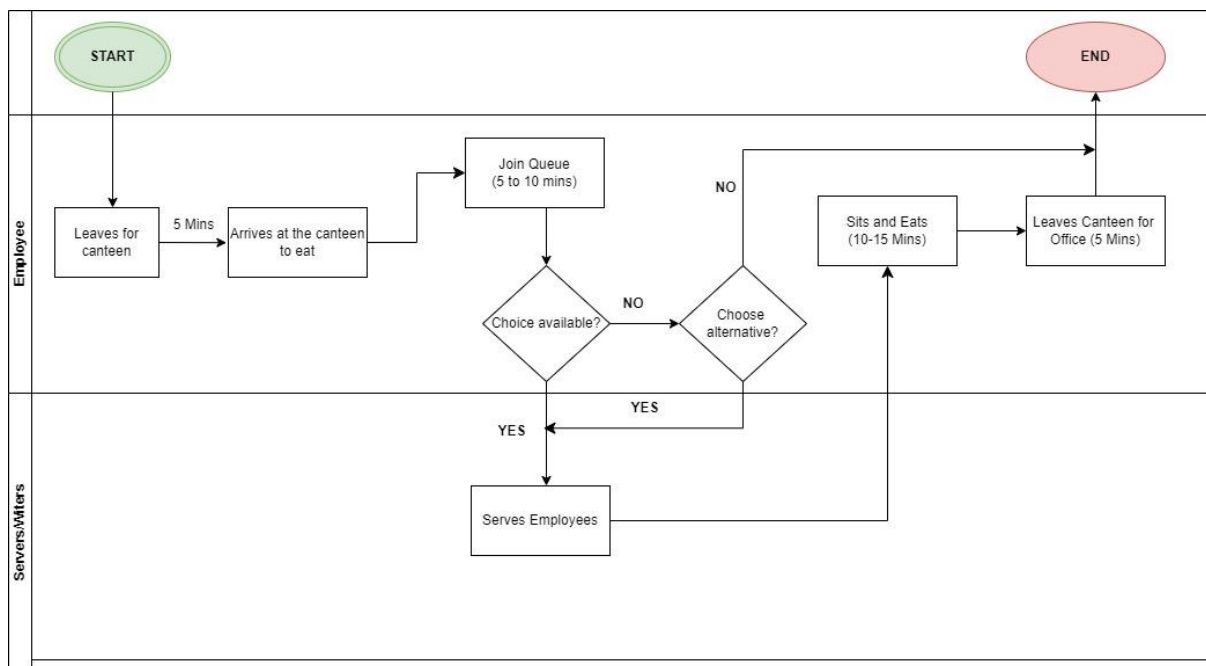 START
END
Employee
Leaves for
canteen
5 Mins
Arrives at the canteen
to eat
Join Queue
(5 to 10 mins)
Choice available?
NO
Choose
alternative?
NO
Sits and Eats
(10-15 Mins)
Leaves Canteen for
Office (5 Mins)
YES
YES
Servers/Witers
Serves Employees